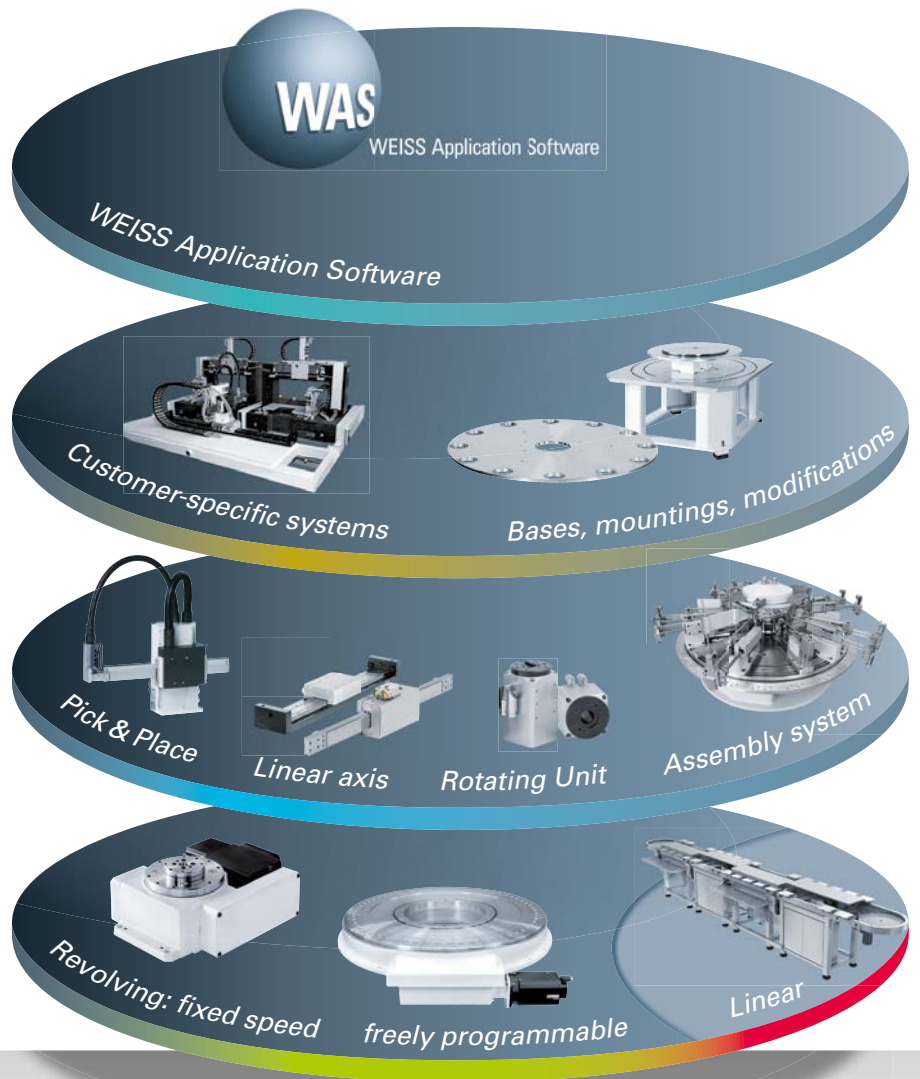 WAS
WEISS Application Software
WEISS Application Software
Customer-specific systems
Bases, mountings, modifications
Pick & Place
Linear axis
Rotating Unit
Assembly system
Revolving: fixed speed
freely programmable
Linear